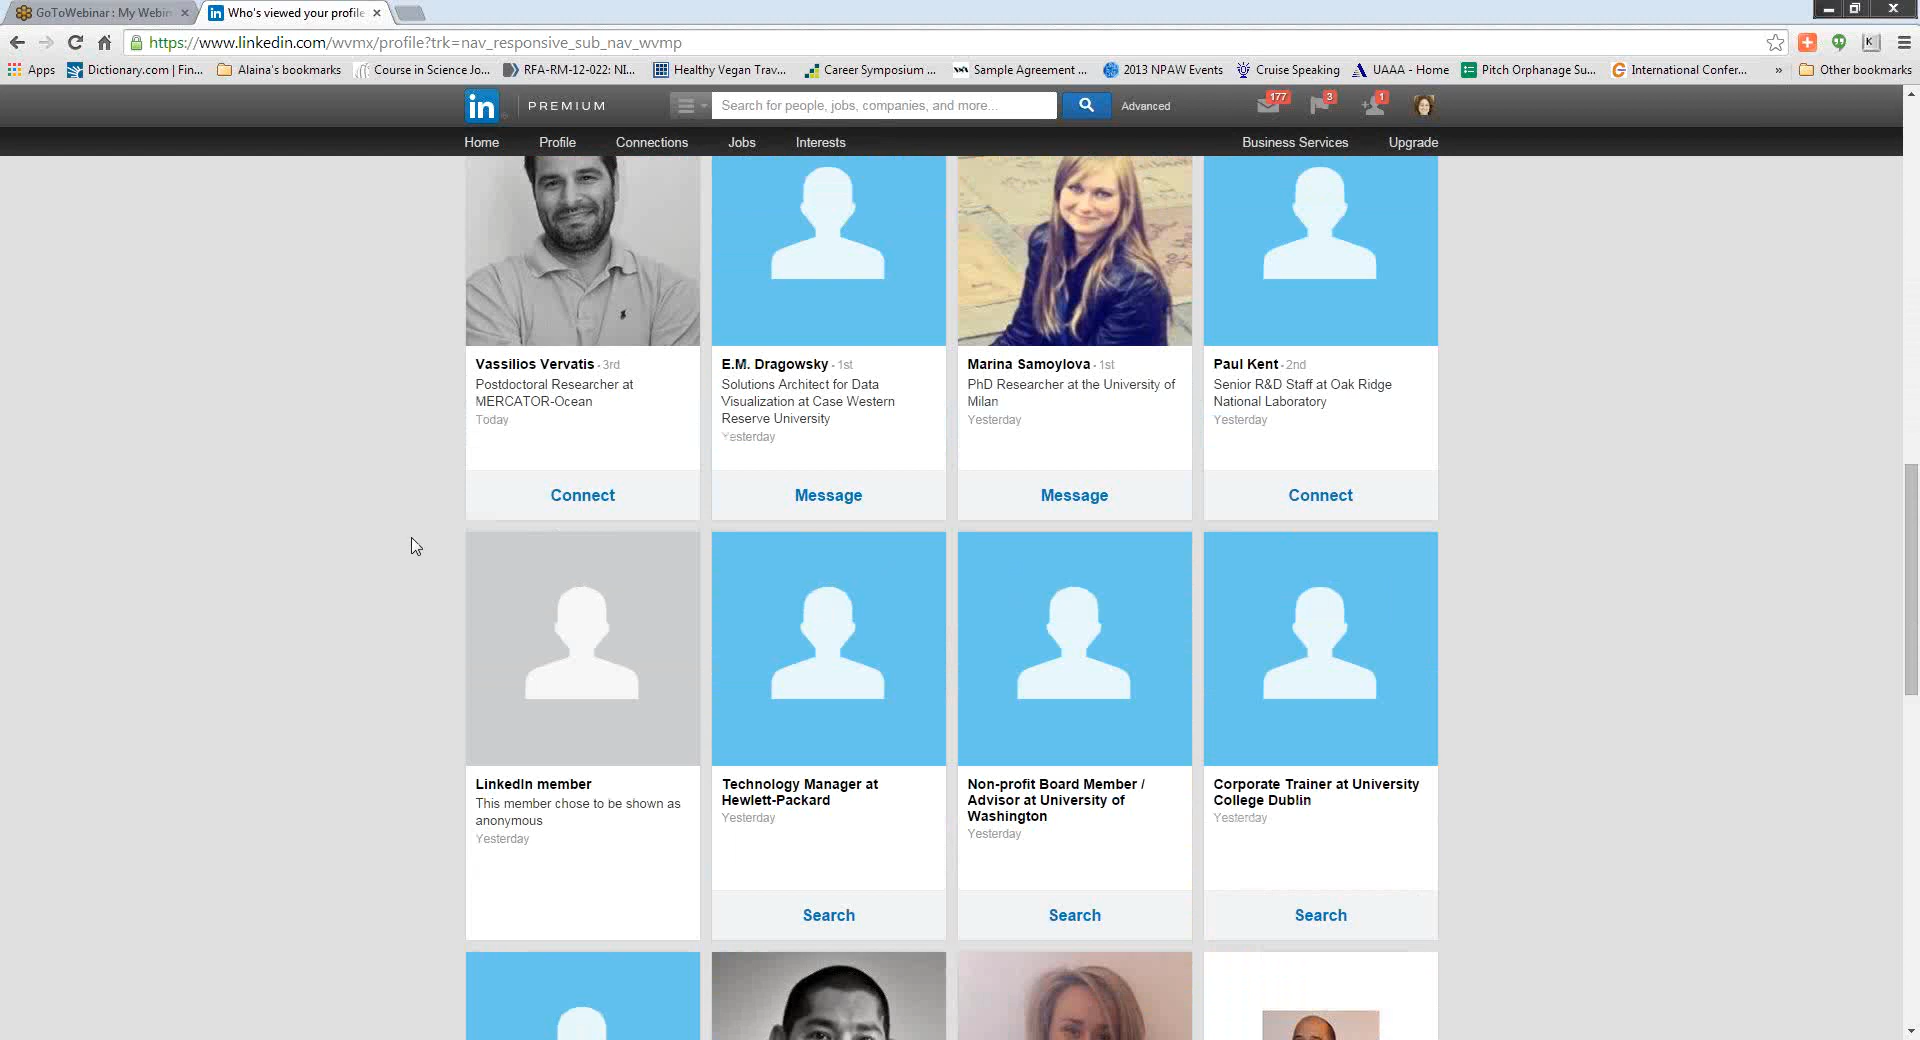 GoToWebinar : My Webin
Who's viewed your profile
https://www.linkedin.com/wvmx/profile?trk=nav_responsive_sub_nav_wvmp
Apps
Dictionary.com | Fin...
Alaina's bookmarks
Course in Science Jo...
RFA-RM-12-022: NI...
Healthy Vegan Trav...
Career Symposium ...
Sample Agreement ...
2013 NPAW Events
Cruise Speaking
UAAA - Home
Pitch Orphanage Su...
International Confer...
»
Other bookmarks
in
PREMIUM
Search for people, jobs, companies, and more...
Advanced
177
3
1
Home
Profile
Connections
Jobs
Interests
Business Services
Upgrade
Vassilios Vervatis - 3rd
Postdoctoral Researcher at
MERCATOR-Ocean
Today
Connect
E.M. Dragowsky - 1st
Solutions Architect for Data
Visualization at Case Western
Reserve University
Yesterday
Message
Marina Samoylova - 1st
PhD Researcher at the University of
Milan
Yesterday
Message
Paul Kent - 2nd
Senior R&D Staff at Oak Ridge
National Laboratory
Yesterday
Connect
LinkedIn member
This member chose to be shown as
anonymous
Yesterday
Technology Manager at
Hewlett-Packard
Yesterday
Search
Non-profit Board Member /
Advisor at University of
Washington
Yesterday
Search
Corporate Trainer at University
College Dublin
Yesterday
Search